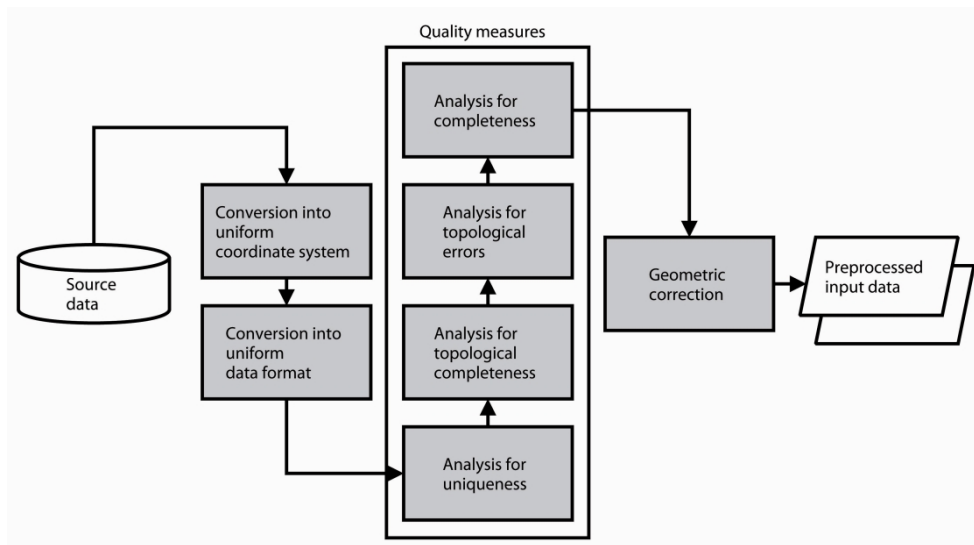 Source
data
Conversion into
uniform
coordinate system
Conversion into
uniform
data format
Quality measures
Analysis for
completeness
Analysis for
topological
errors
Analysis for
topological
completeness
Analysis for
uniqueness
Geometric
correction
Preprocessed
input data